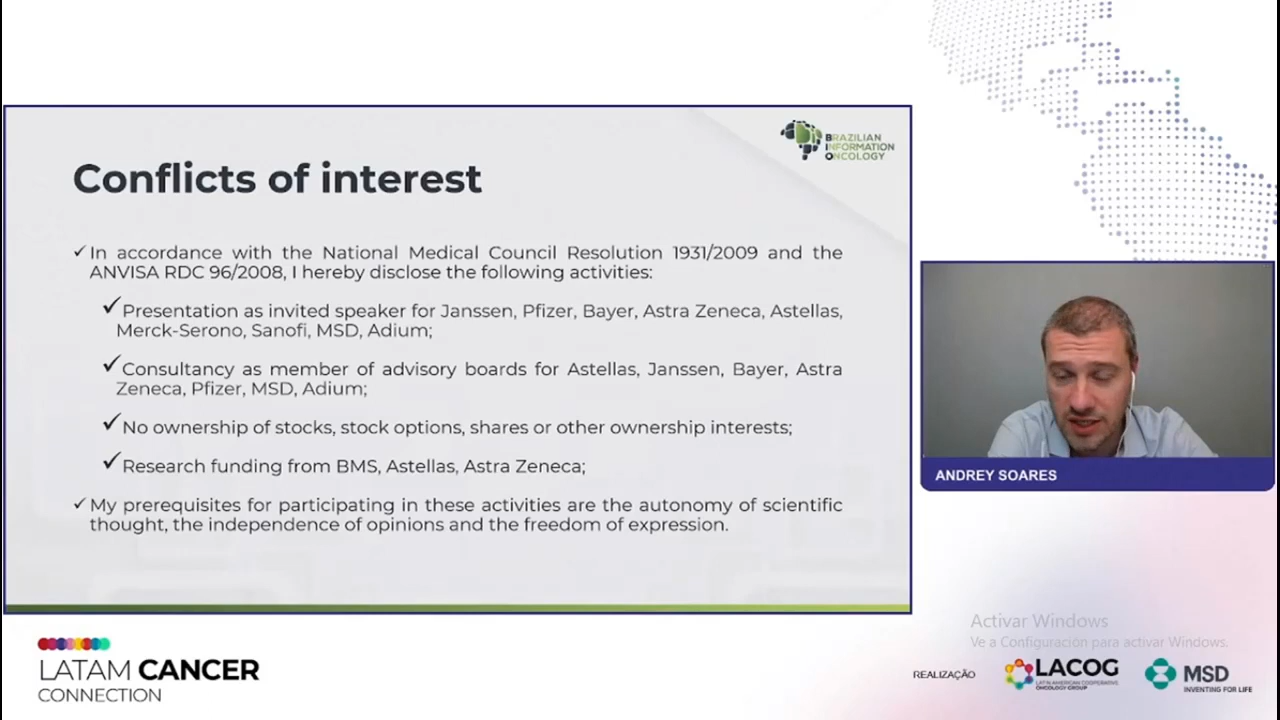 BRAZILIAN
INFORMATION
ONCOLOGY
Conflicts of interest
✓In accordance with the National Medical Council Resolution 1931/2009 and the
ANVISA RDC 96/2008, I hereby disclose the following activities:
✓Presentation as invited speaker for Janssen, Pfizer, Bayer, Astra Zeneca, Astellas,
Merck-Serono, Sanofi, MSD, Adium;
✓Consultancy as member of advisory boards for Astellas, Janssen, Bayer, Astra
Zeneca, Pfizer, MSD, Adium;
✓No ownership of stocks, stock options, shares or other ownership interests;
✓Research funding from BMS, Astellas, Astra Zeneca;
✓My prerequisites for participating in these activities are the autonomy of scientific
thought, the independence of opinions and the freedom of expression.
ANDREY SOARES
Activar Windows
Ve a Configuración para activar Windows.
LATAM CANCER
CONNECTION
REALIZAÇÃO
LACOG
LATIN AMERICAN COOPERATIVE
ONCOLOGY GROUP
MSD
INVENTING FOR LIFE